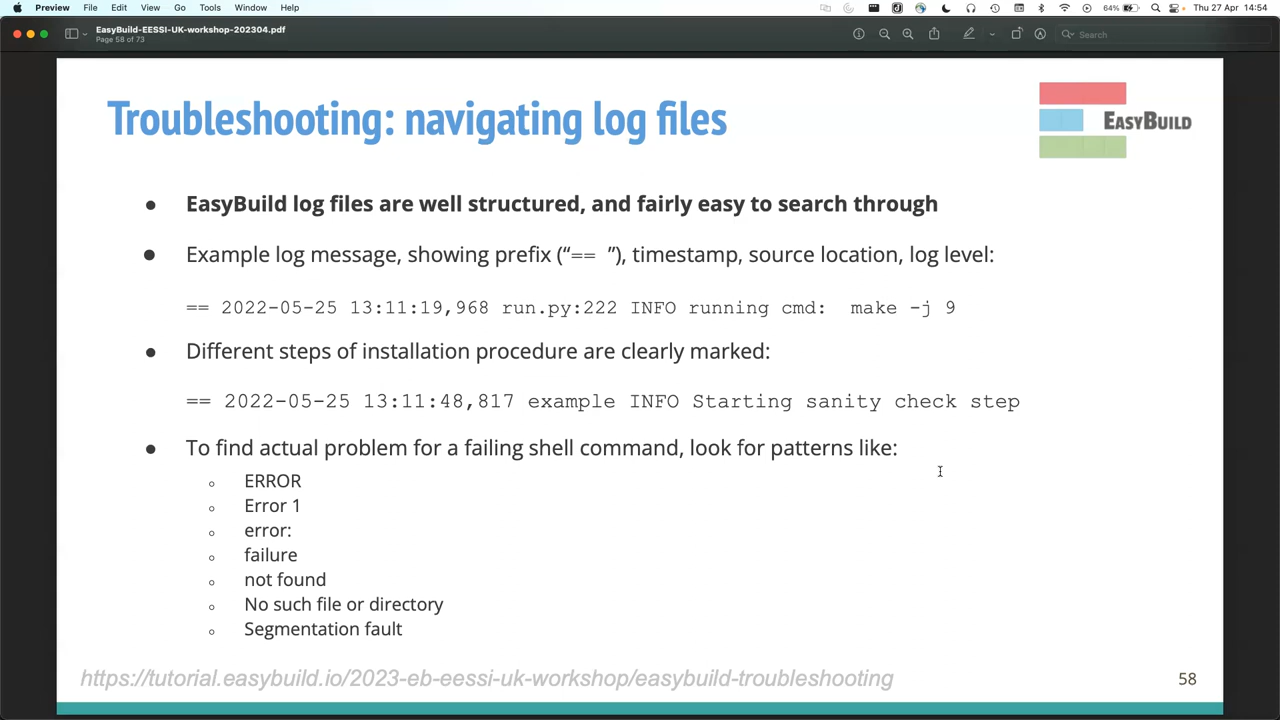 Preview File Edit View Go Tools Window Help 64% Thu 27 Apr 14:54
EasyBuild-EESSI-UK-workshop-202304.pdf
Page 58 of 73
Search
Troubleshooting: navigating log files
EASYBUILD
● EasyBuild log files are well structured, and fairly easy to search through
● Example log message, showing prefix (“== ”), timestamp, source location, log level:
== 2022-05-25 13:11:19,968 run.py:222 INFO running cmd:  make -j 9
● Different steps of installation procedure are clearly marked:
== 2022-05-25 13:11:48,817 example INFO Starting sanity check step
● To find actual problem for a failing shell command, look for patterns like:
○ ERROR
○ Error 1
○ error:
○ failure
○ not found
○ No such file or directory
○ Segmentation fault
https://tutorial.easybuild.io/2023-eb-eessi-uk-workshop/easybuild-troubleshooting
58